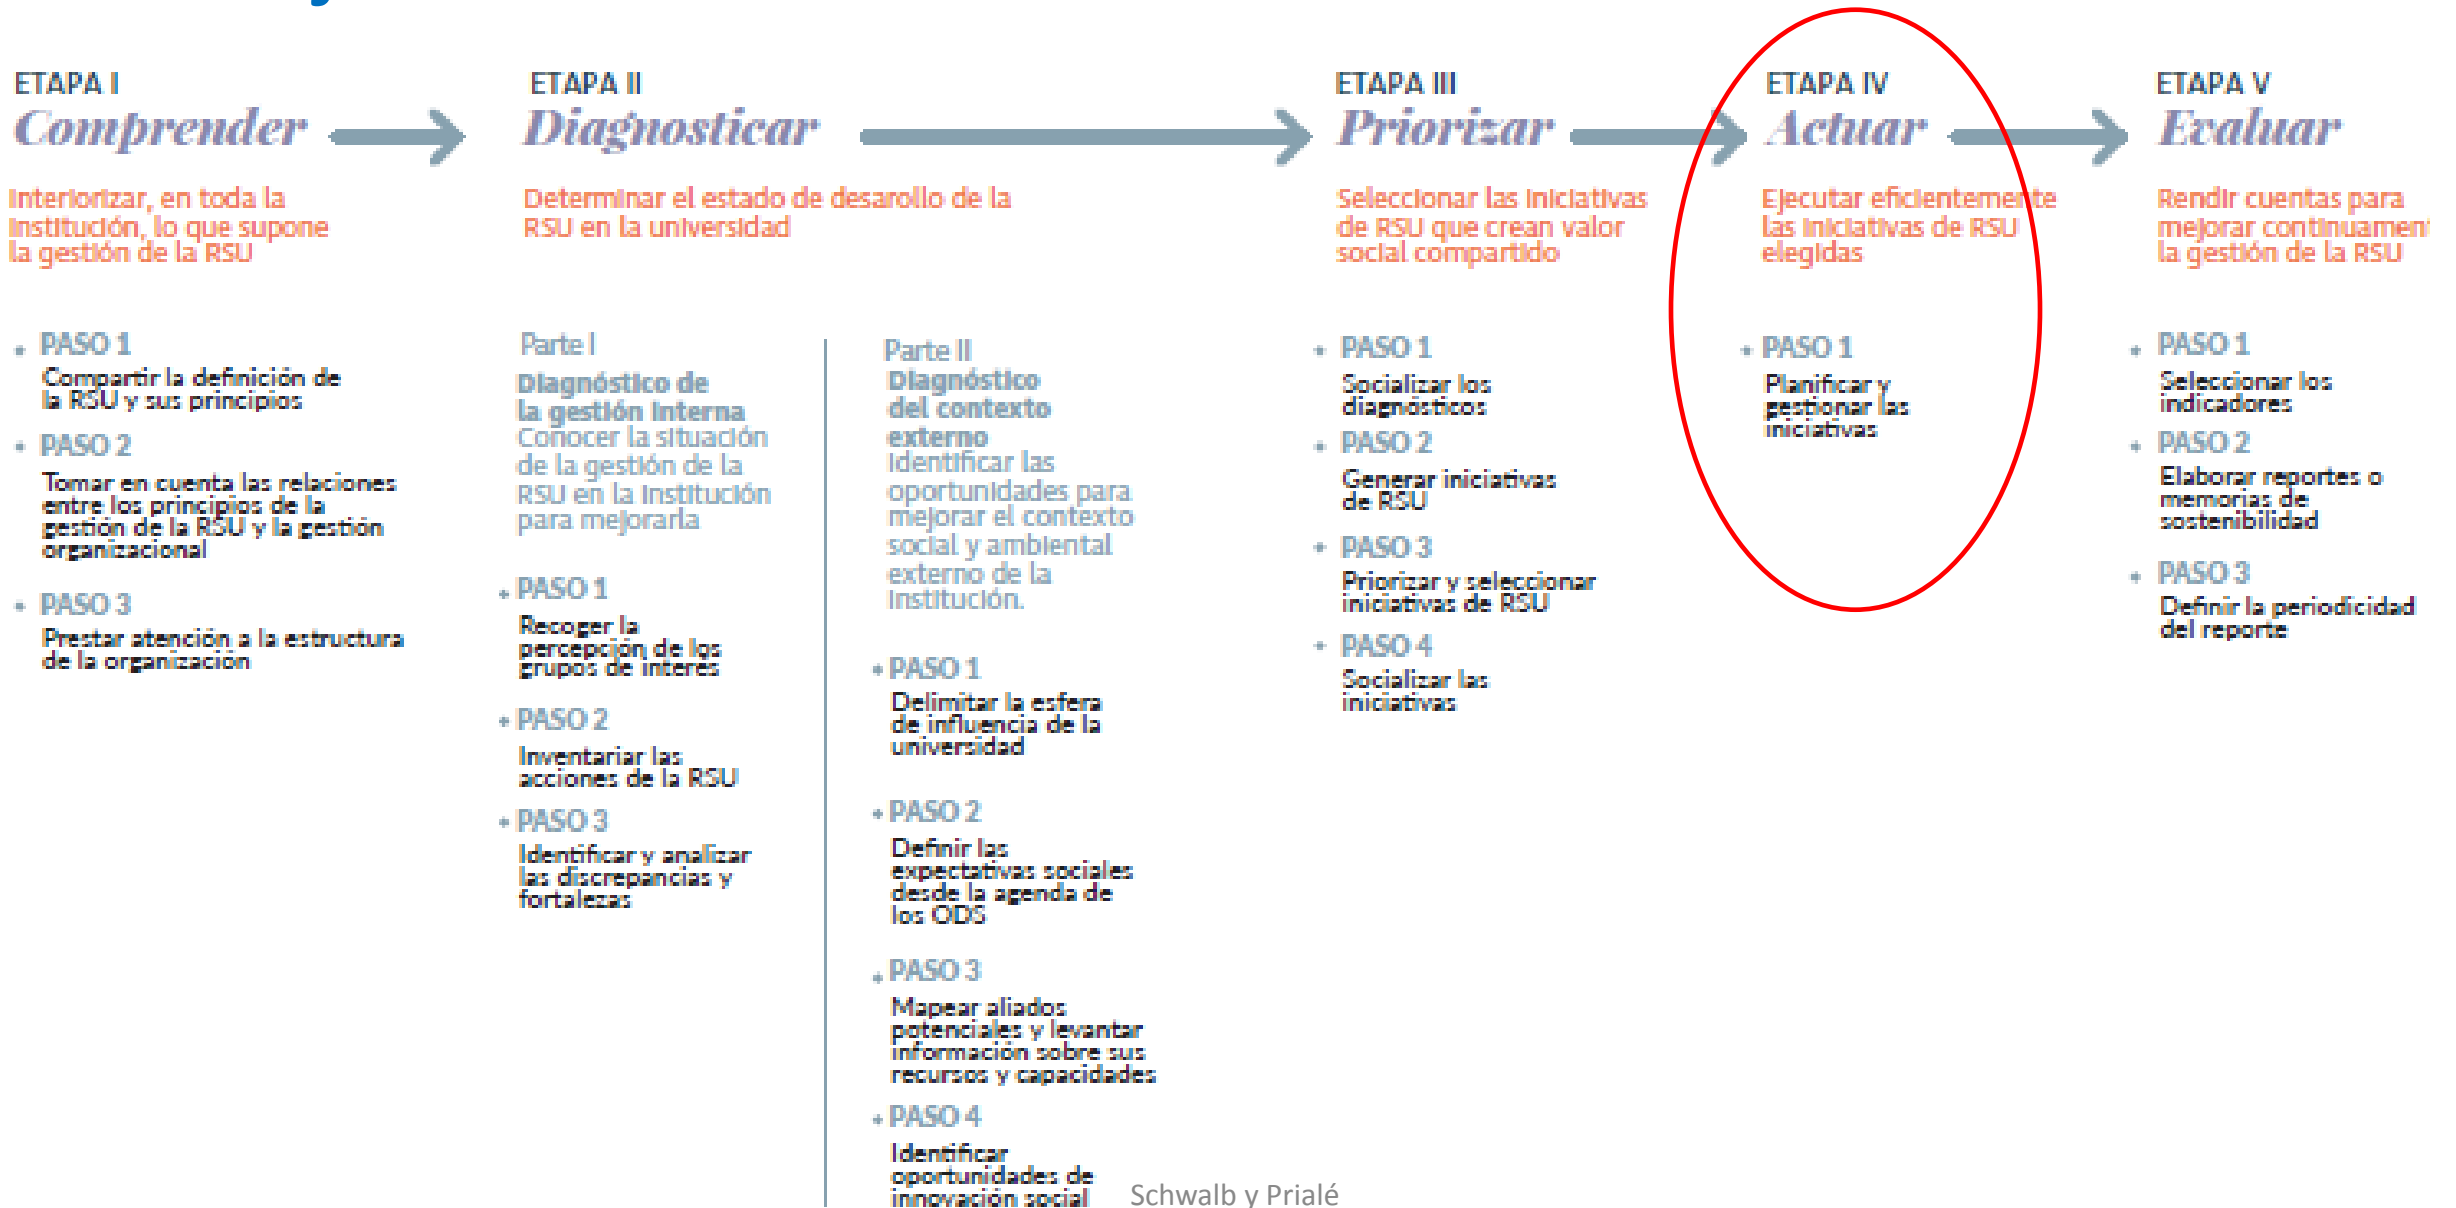 ETAPA I
Comprender
Interiorizar, en toda la
institución, lo que supone
la gestión de la RSU
PASO 1
Compartir la definición de
la RSU y sus principios
PASO 2
Tomar en cuenta las relaciones
entre los principios de la
gestión de la RSU y la gestión
organizacional
PASO 3
Prestar atención a la estructura
de la organización
ETAPA II
Diagnosticar
Determinar el estado de desarollo de la
RSU en la universidad
Parte I
Diagnóstico de
la gestión interna
Conocer la situación
de la gestión de la
RSU en la institución
para mejorarla
PASO 1
Recoger la
percepción de los
grupos de interés
PASO 2
Inventariar las
acciones de la RSU
PASO 3
Identificar y analizar
las discrepancias y
fortalezas
Parte II
Diagnóstico
del contexto
externo
Identificar las
oportunidades para
mejorar el contexto
social y ambiental
externo de la
institución.
PASO 1
Delimitar la esfera
de influencia de la
universidad
PASO 2
Definir las
expectativas sociales
desde la agenda de
los ODS
PASO 3
Mapear aliados
potenciales y levantar
información sobre sus
recursos y capacidades
PASO 4
Identificar
oportunidades de
innovación social
ETAPA III
Priorizar
Seleccionar las iniciativas
de RSU que crean valor
social compartido
PASO 1
Socializar los
diagnósticos
PASO 2
Generar iniciativas
de RSU
PASO 3
Priorizar y seleccionar
iniciativas de RSU
PASO 4
Socializar las
iniciativas
ETAPA IV
Actuar
Ejecutar eficientemente
las iniciativas de RSU
elegidas
PASO 1
Planificar y
gestionar las
iniciativas
ETAPA V
Evaluar
Rendir cuentas para
mejorar continuamen
la gestión de la RSU
PASO 1
Seleccionar los
indicadores
PASO 2
Elaborar reportes o
memorias de
sostenibilidad
PASO 3
Definir la periodicidad
del reporte
Schwalb y Prialé